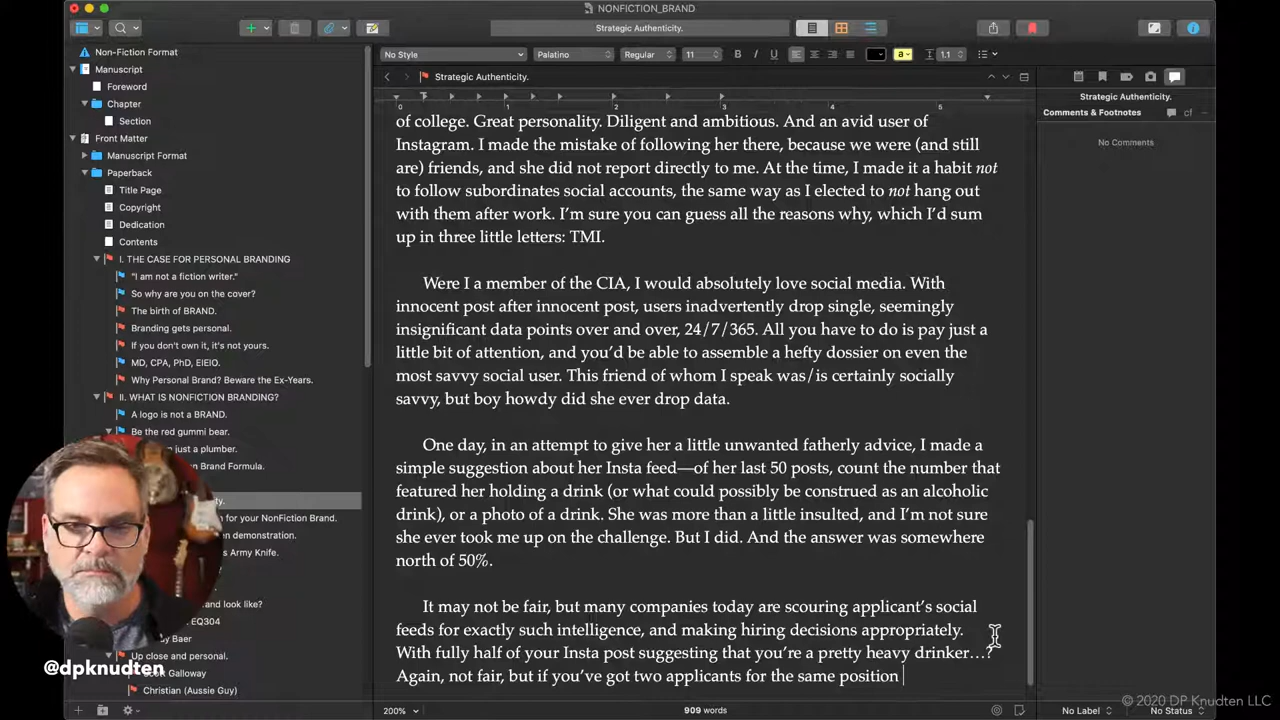 NONFICTION_BRAND
Strategic Authenticity.
No Style Palatino Regular 11 B I U a 1.1
Non-Fiction Format
Manuscript
Foreword
Chapter
Section
Front Matter
Manuscript Format
Paperback
Title Page
Copyright
Dedication
Contents
I. THE CASE FOR PERSONAL BRANDING
"I am not a fiction writer."
So why are you on the cover?
The birth of BRAND.
Branding gets personal.
If you don't own it, it's not yours.
MD, CPA, PhD, EIEIO.
Why Personal Brand? Beware the Ex-Years.
II. WHAT IS NONFICTION BRANDING?
A logo is not a BRAND.
Be the red gummi bear.
just a plumber.
Brand Formula.
for your NonFiction Brand.
en demonstration.
s Army Knife.
and look like?
EQ304
y Baer
Up close and personal.
Scott Galloway
Christian (Aussie Guy)
Strategic Authenticity.
0 1 2 3 4 5
of college. Great personality. Diligent and ambitious. And an avid user of
Instagram. I made the mistake of following her there, because we were (and still
are) friends, and she did not report directly to me. At the time, I made it a habit not
to follow subordinates social accounts, the same way as I elected to not hang out
with them after work. I'm sure you can guess all the reasons why, which I'd sum
up in three little letters: TMI.
Were I a member of the CIA, I would absolutely love social media. With
innocent post after innocent post, users inadvertently drop single, seemingly
insignificant data points over and over, 24/7/365. All you have to do is pay just a
little bit of attention, and you'd be able to assemble a hefty dossier on even the
most savvy social user. This friend of whom I speak was/is certainly socially
savvy, but boy howdy did she ever drop data.
One day, in an attempt to give her a little unwanted fatherly advice, I made a
simple suggestion about her Insta feed—of her last 50 posts, count the number that
featured her holding a drink (or what could possibly be construed as an alcoholic
drink), or a photo of a drink. She was more than a little insulted, and I'm not sure
she ever took me up on the challenge. But I did. And the answer was somewhere
north of 50%.
It may not be fair, but many companies today are scouring applicant's social
feeds for exactly such intelligence, and making hiring decisions appropriately.
With fully half of your Insta post suggesting that you're a pretty heavy drinker…?
Again, not fair, but if you've got two applicants for the same position
Strategic Authenticity.
Comments & Footnotes cf
No Comments
@dpknudten
© 2020 DP Knudten LLC
200% 909 words No Label No Status